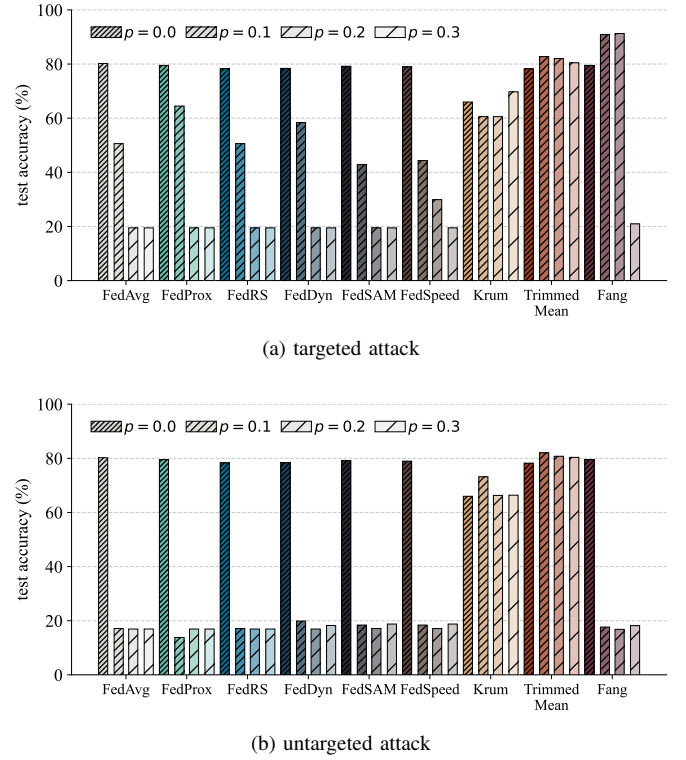 100
80
60
40
20
0
test accuracy (%)
p = 0.0 p = 0.1 p = 0.2 p = 0.3
FedAvg FedProx FedRS FedDyn FedSAM FedSpeed Krum Trimmed Mean Fang
(a) targeted attack
100
80
60
40
20
0
test accuracy (%)
p = 0.0 p = 0.1 p = 0.2 p = 0.3
FedAvg FedProx FedRS FedDyn FedSAM FedSpeed Krum Trimmed Mean Fang
(b) untargeted attack